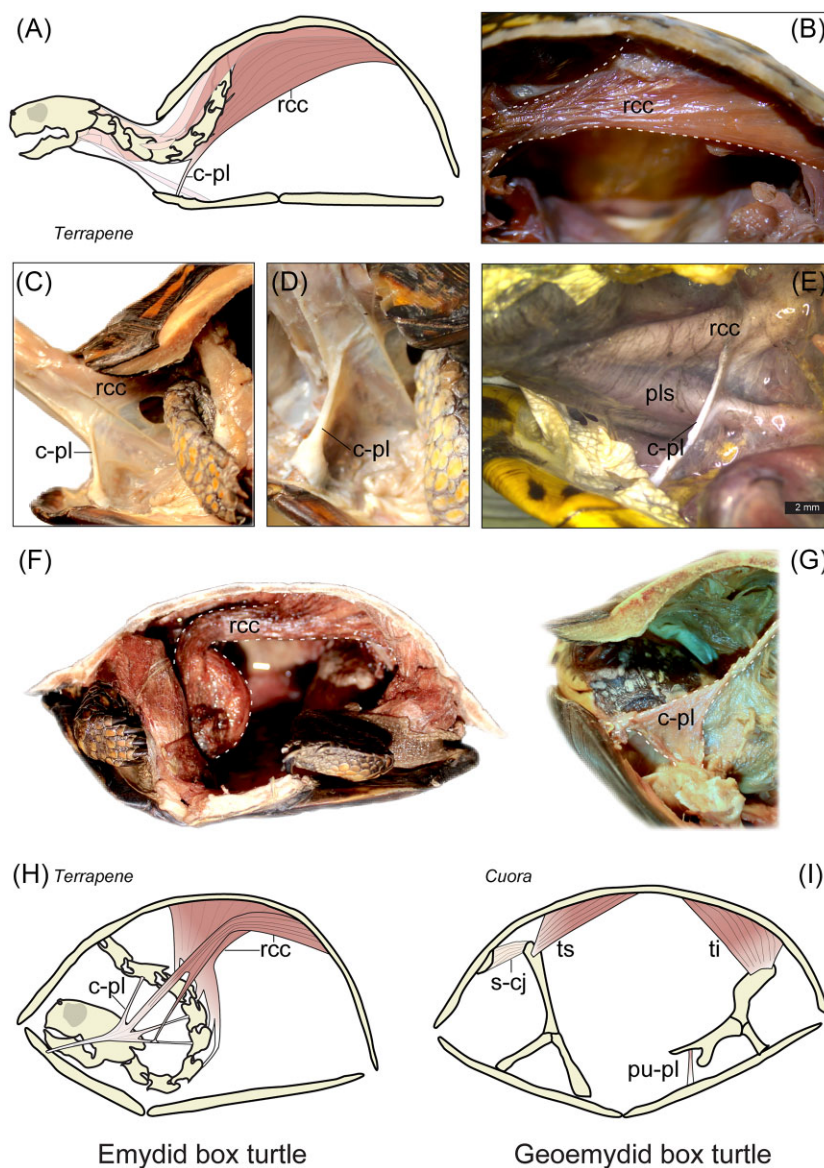 (A)
rcc
c-pl
Terrapene
(B)
rcc
(C)
rcc
c-pl
(D)
c-pl
(E)
rcc
pls
c-pl
2 mm
(F)
rcc
(G)
c-pl
(H)
Terrapene
rcc
c-pl
Emydid box turtle
Cuora
(I)
ts
ti
s-cj
pu-pl
Geoemydid box turtle